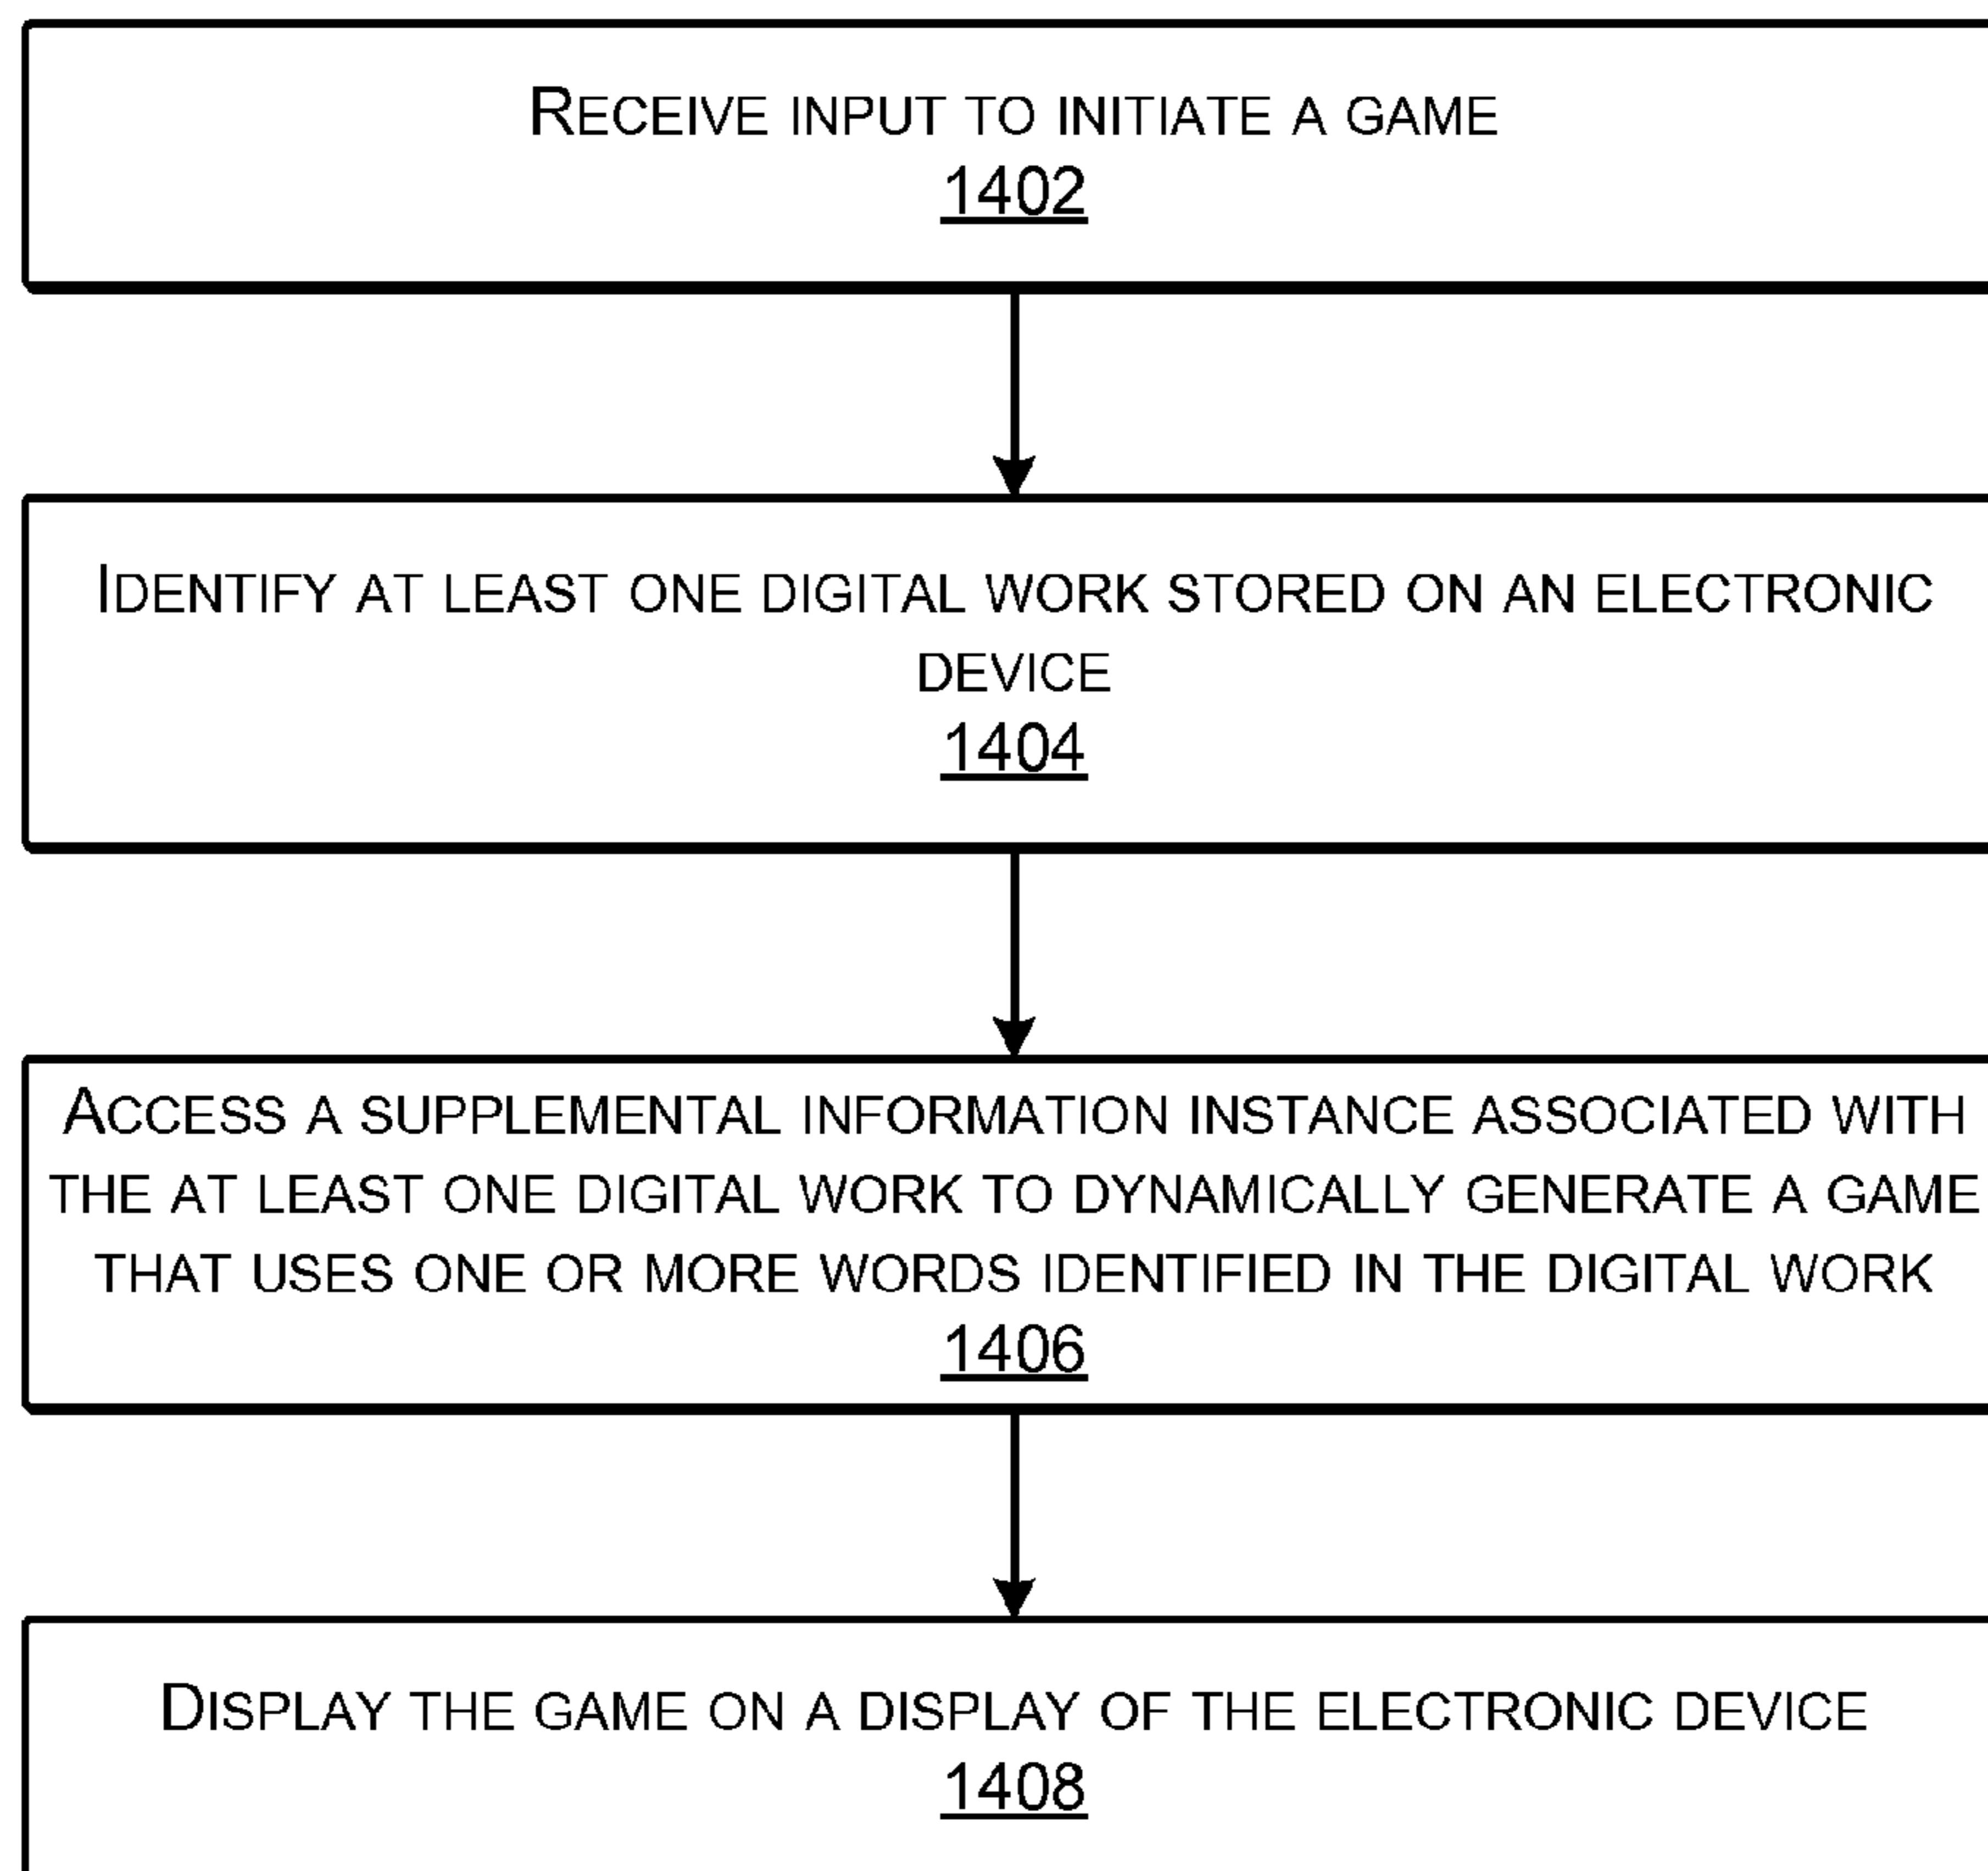 RECEIVE INPUT TO INITIATE A GAME
1402
IDENTIFY AT LEAST ONE DIGITAL WORK STORED ON AN ELECTRONIC
DEVICE
1404
ACCESS A SUPPLEMENTAL INFORMATION INSTANCE ASSOCIATED WITH
THE AT LEAST ONE DIGITAL WORK TO DYNAMICALLY GENERATE A GAME
THAT USES ONE OR MORE WORDS IDENTIFIED IN THE DIGITAL WORK
1406
DISPLAY THE GAME ON A DISPLAY OF THE ELECTRONIC DEVICE
1408